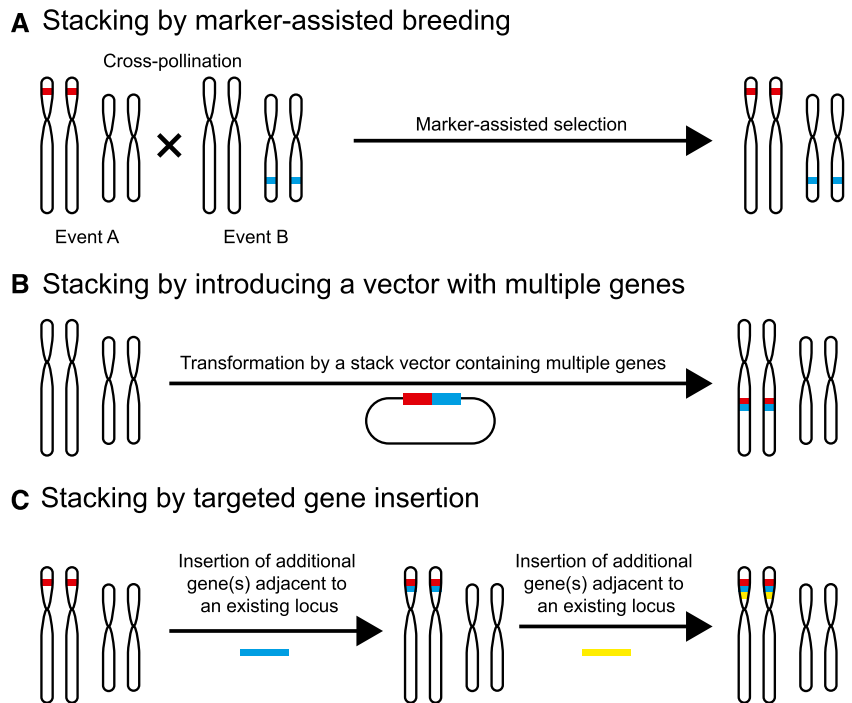 A Stacking by marker-assisted breeding
Cross-pollination
Marker-assisted selection
Event A
Event B
B Stacking by introducing a vector with multiple genes
Transformation by a stack vector containing multiple genes
C Stacking by targeted gene insertion
Insertion of additional
gene(s) adjacent to
an existing locus
Insertion of additional
gene(s) adjacent to
an existing locus